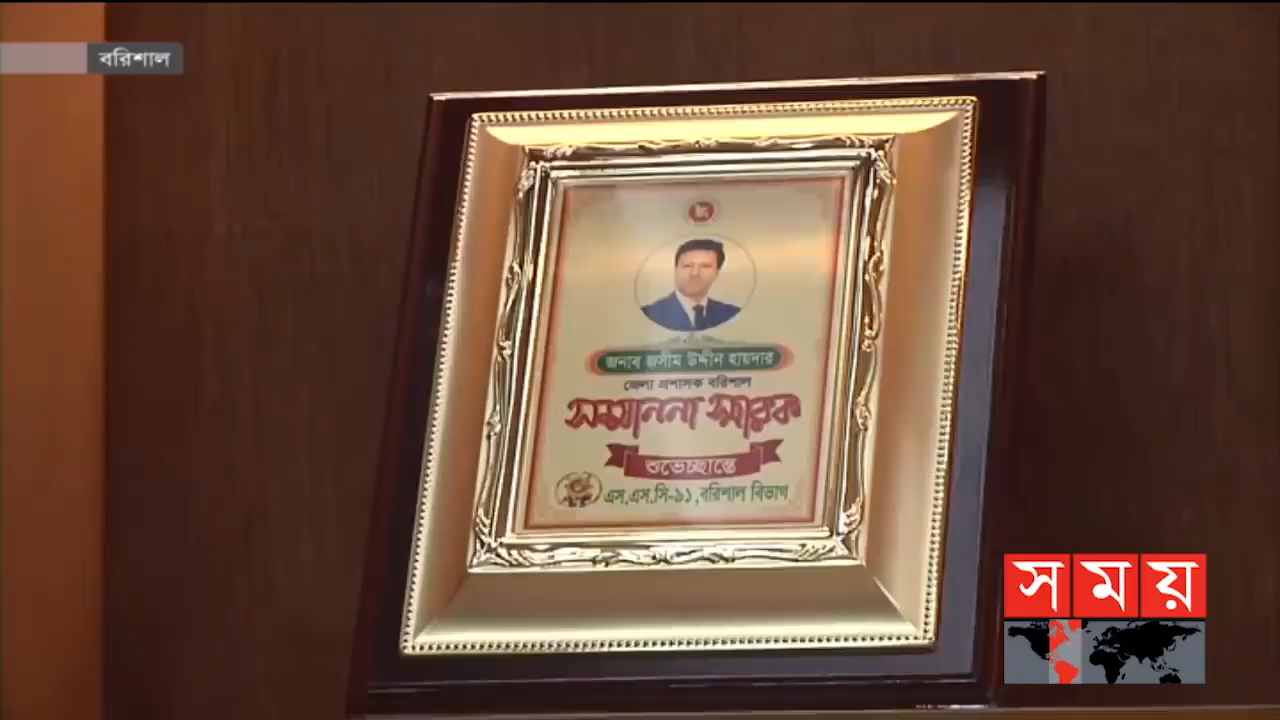 বরিশাল
জনাব জসীম উদ্দীন হায়দার
জেলা প্রশাসক বরিশাল
সম্মাননা স্মারক
শুভেচ্ছান্তে
এস.এস.সি-৯১,বরিশাল বিভাগ
সময়